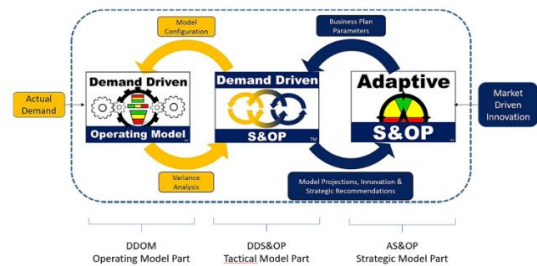 Model
Configuration
Business Plan
Parameters
Demand Driven
Operating Model
Demand Driven
S&OP
TM
Adaptive
S&OP
Actual
Demand
Market
Driven
Innovation
Variance
Analysis
Model Projections, Innovation &
Strategic Recommendations
DDOM
Operating Model Part
DDS&OP
Tactical Model Part
AS&OP
Strategic Model Part